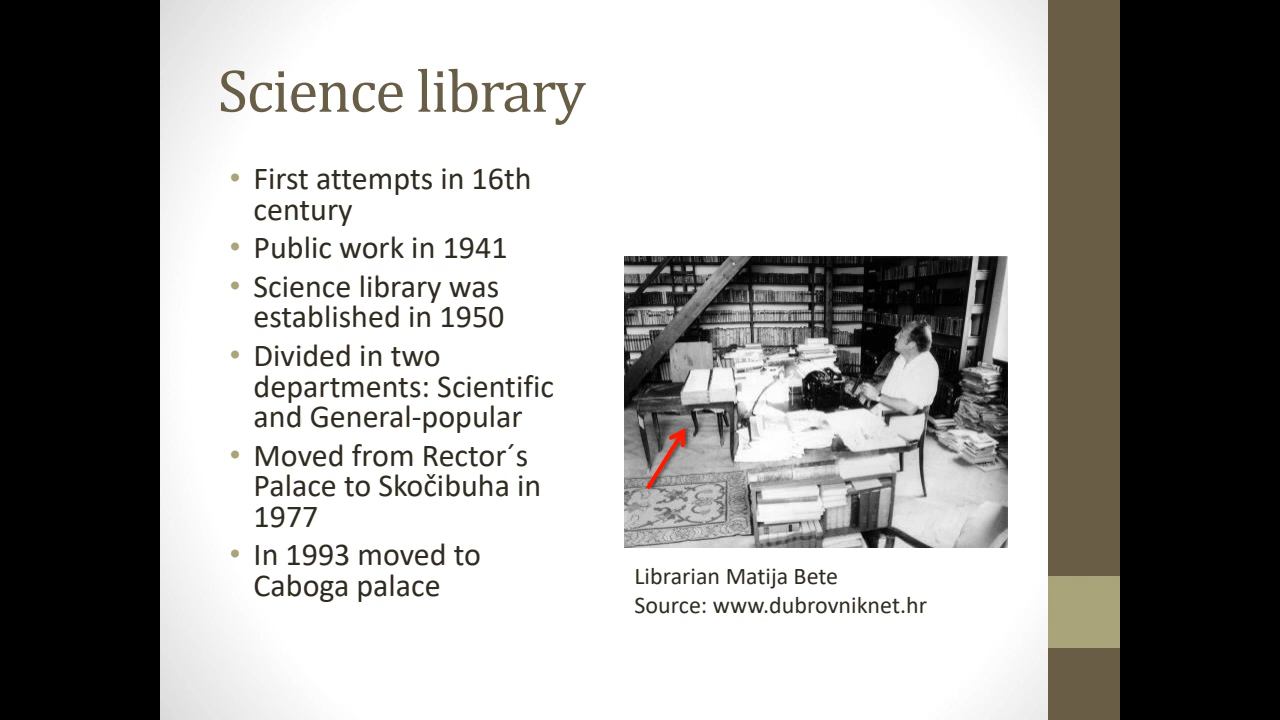 Science library
• First attempts in 16th
century
• Public work in 1941
• Science library was
established in 1950
• Divided in two
departments: Scientific
and General-popular
• Moved from Rector´s
Palace to Skočibuha in
1977
• In 1993 moved to
Caboga palace
Librarian Matija Bete
Source: www.dubrovniknet.hr